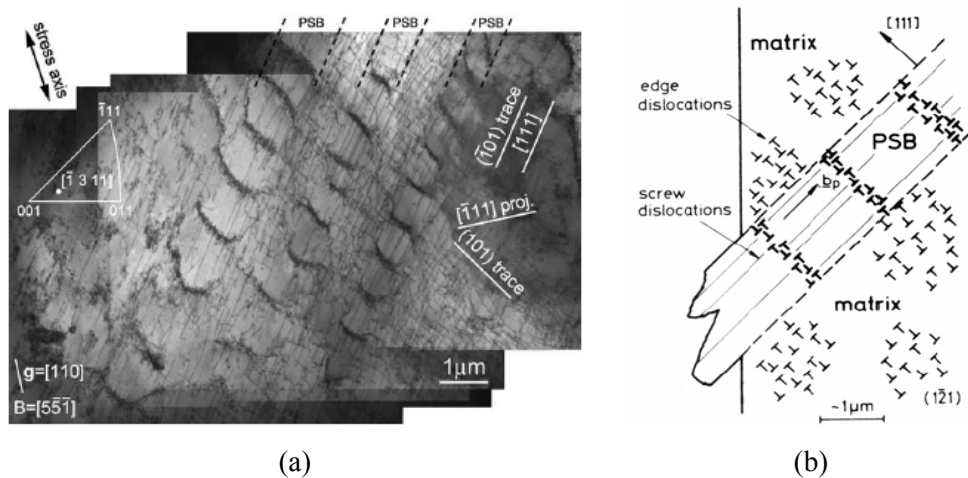 PSB PSB PSB
stress axis
1̄11
[1̄ 3 11]
001 011
(1̄01) trace
[111]
[1̄11] proj.
(101) trace
g=[110]
B=[55̄1̄]
1μm
(a)
[111]
matrix
edge
dislocations
PSB
bp
screw
dislocations
matrix
(12̄1)
~1μm
(b)